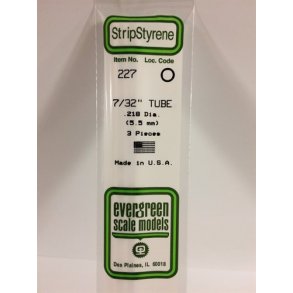 StripStyrene
Item No. Loc. Code
227
7/32" TUBE
.218 Dia.
(5.5 mm)
3 Pieces
Made in U.S.A.
evergreen
scale models
Des Plaines, IL 60018